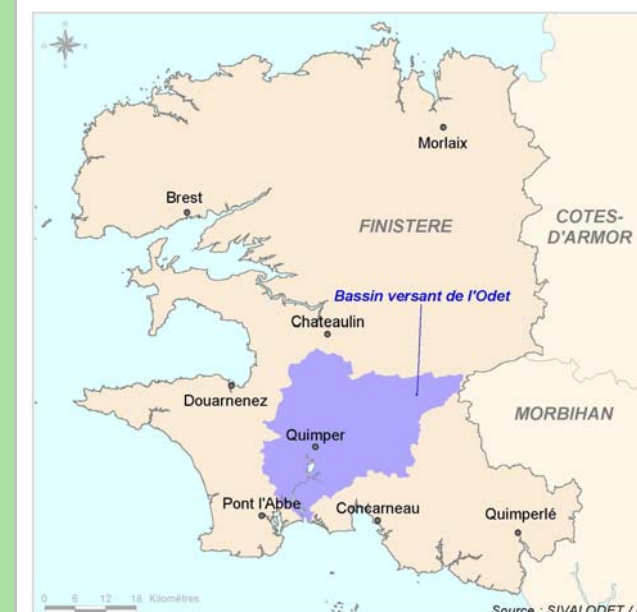 Morlaix
Brest
FINISTERE
COTES-
D'ARMOR
Bassin versant de l'Odet
Chateaulin
Douarnenez
MORBIHAN
Quimper
Pont l'Abbe
Concarneau
Quimperlé
0 6 12 18 Kilomètres
Source : SIVALODET /